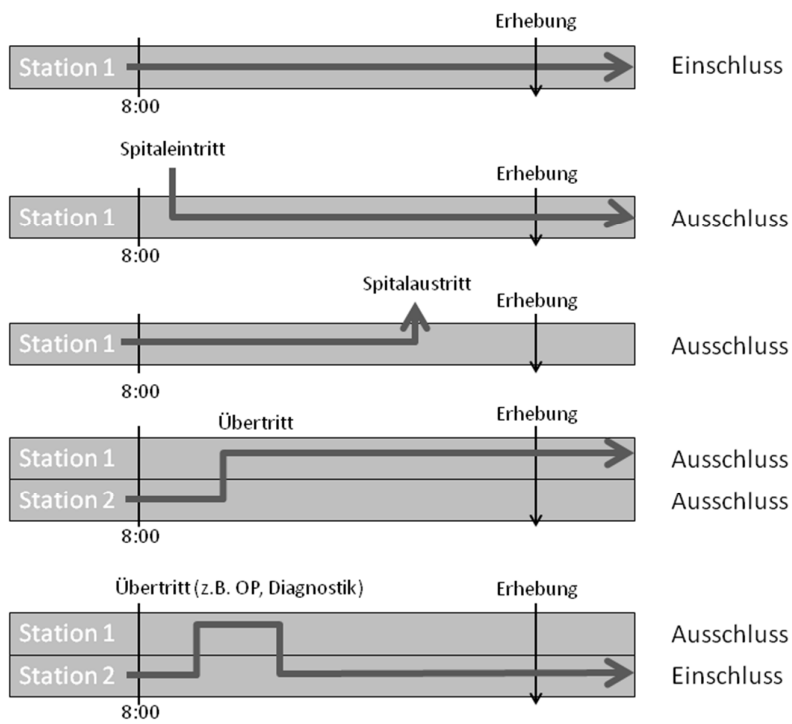 Erhebung
Station 1 Einschluss
8:00
Spitaleintritt
Erhebung
Station 1 Ausschluss
8:00
Spitalaustritt
Erhebung
Station 1 Ausschluss
8:00
Übertritt Erhebung
Station 1 Ausschluss
Station 2 Ausschluss
8:00
Übertritt (z.B. OP, Diagnostik) Erhebung
Station 1 Ausschluss
Station 2 Einschluss
8:00